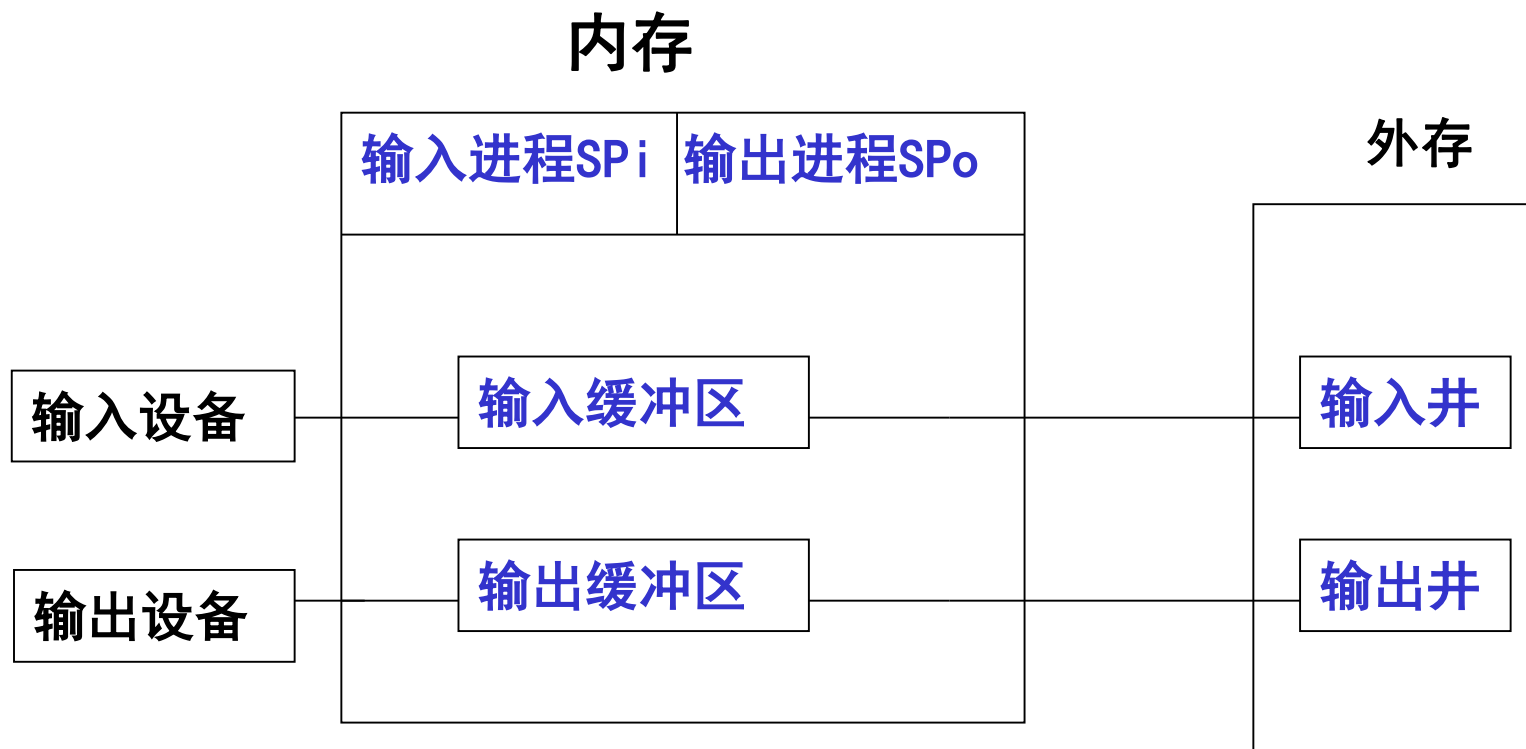 内存
外存
输入进程SPi
输出进程SPo
输入设备
输入缓冲区
输入井
输出设备
输出缓冲区
输出井